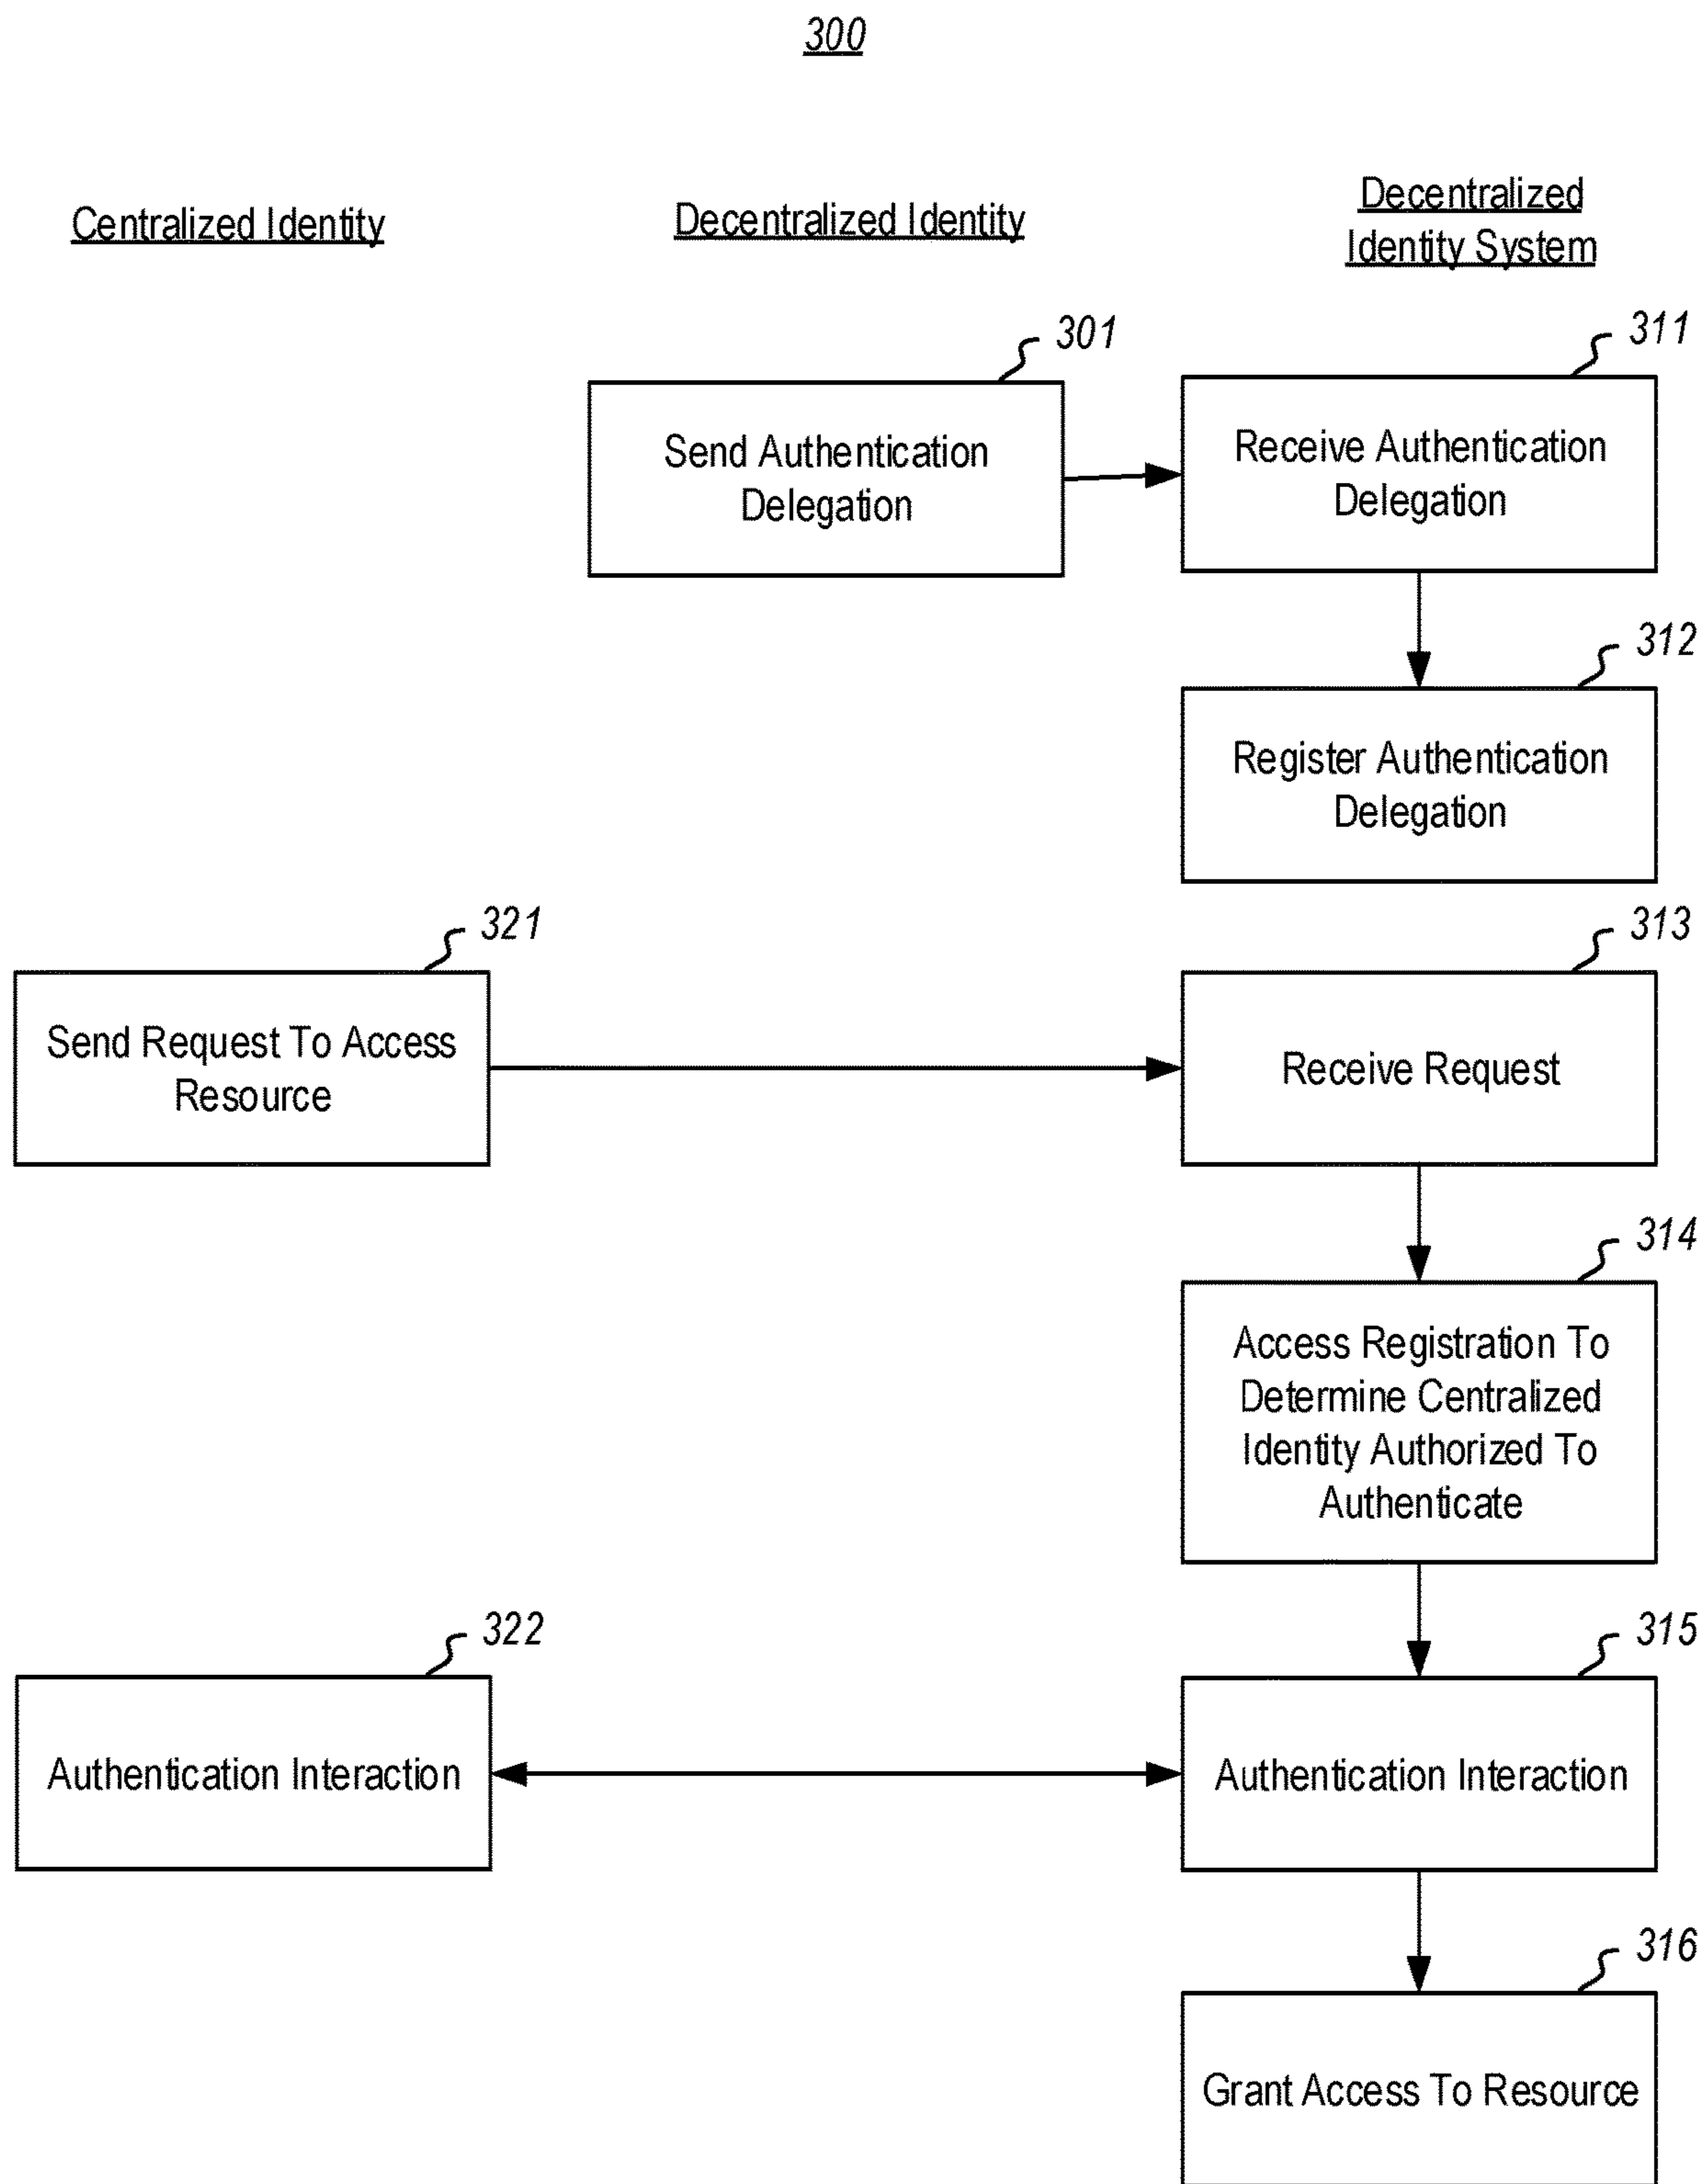 300
Centralized Identity
Decentralized Identity
Decentralized
Identity System
301
Send Authentication
Delegation
311
Receive Authentication
Delegation
312
Register Authentication
Delegation
321
Send Request To Access
Resource
313
Receive Request
314
Access Registration To
Determine Centralized
Identity Authorized To
Authenticate
322
Authentication Interaction
315
Authentication Interaction
316
Grant Access To Resource